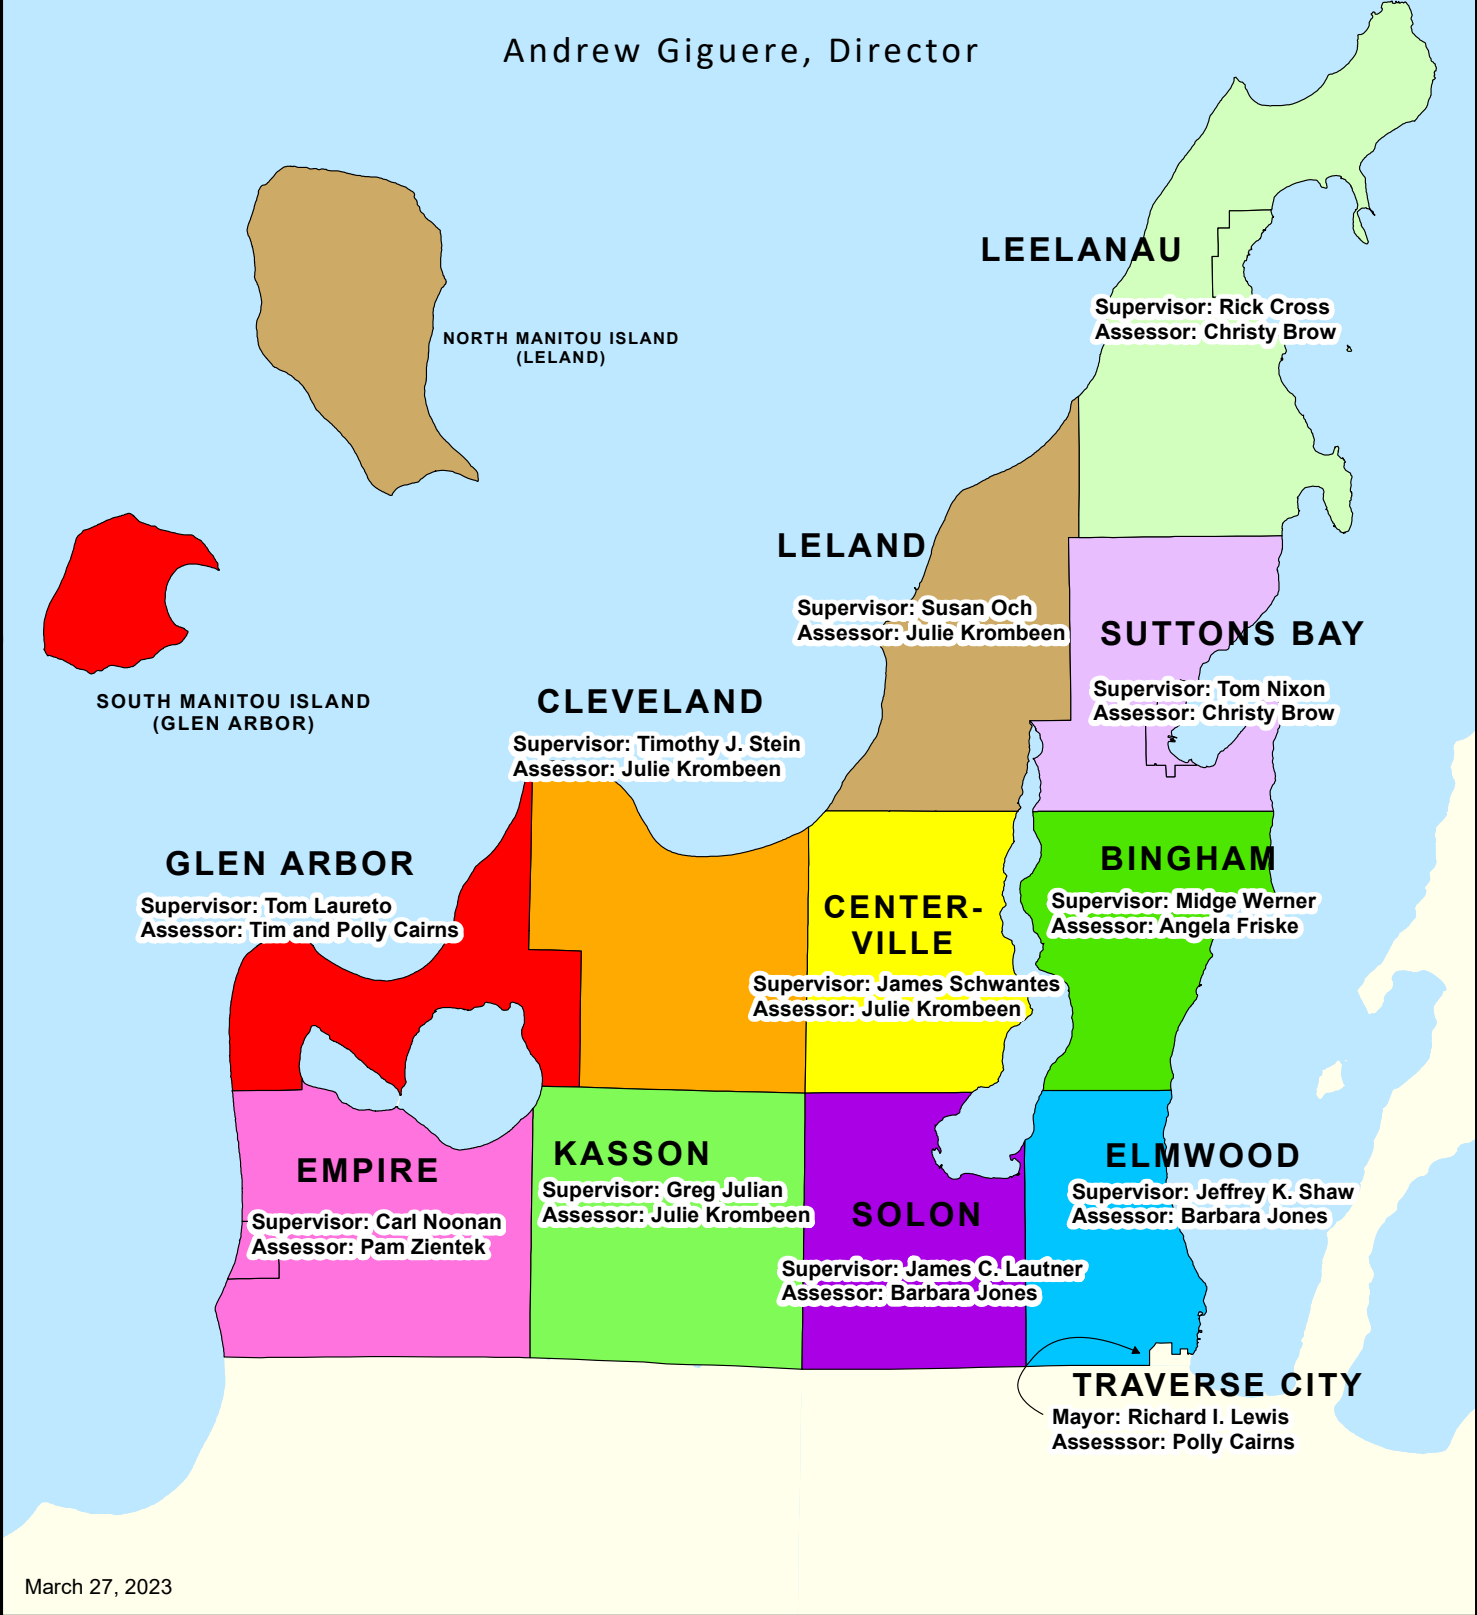 Andrew Giguere, Director
LEELANAU
Supervisor: Rick Cross
Assessor: Christy Brow
NORTH MANITOU ISLAND
(LELAND)
LELAND
Supervisor: Susan Och
Assessor: Julie Krombeen
SUTTONS BAY
Supervisor: Tom Nixon
Assessor: Christy Brow
SOUTH MANITOU ISLAND
(GLEN ARBOR)
CLEVELAND
Supervisor: Timothy J. Stein
Assessor: Julie Krombeen
GLEN ARBOR
Supervisor: Tom Laureto
Assessor: Tim and Polly Cairns
CENTER-
VILLE
Supervisor: James Schwantes
Assessor: Julie Krombeen
BINGHAM
Supervisor: Midge Werner
Assessor: Angela Friske
EMPIRE
Supervisor: Carl Noonan
Assessor: Pam Zientek
KASSON
Supervisor: Greg Julian
Assessor: Julie Krombeen
SOLON
Supervisor: James C. Lautner
Assessor: Barbara Jones
ELMWOOD
Supervisor: Jeffrey K. Shaw
Assessor: Barbara Jones
TRAVERSE CITY
Mayor: Richard I. Lewis
Assesssor: Polly Cairns
March 27, 2023